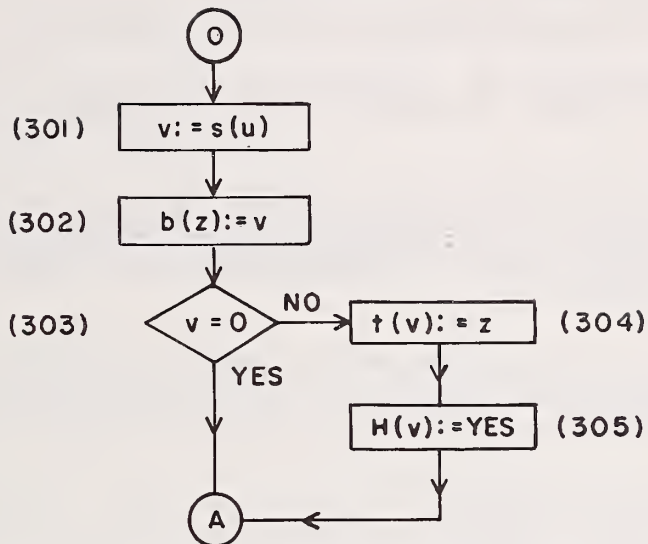 O
(301) v:=s(u)
(302) b(z):=v
(303) v=0 NO t(v):=z (304)
YES
H(v):=YES (305)
A